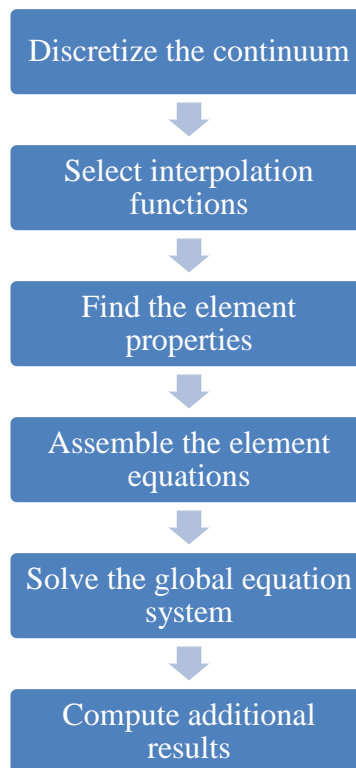 Discretize the continuum
Select interpolation
functions
Find the element
properties
Assemble the element
equations
Solve the global equation
system
Compute additional
results